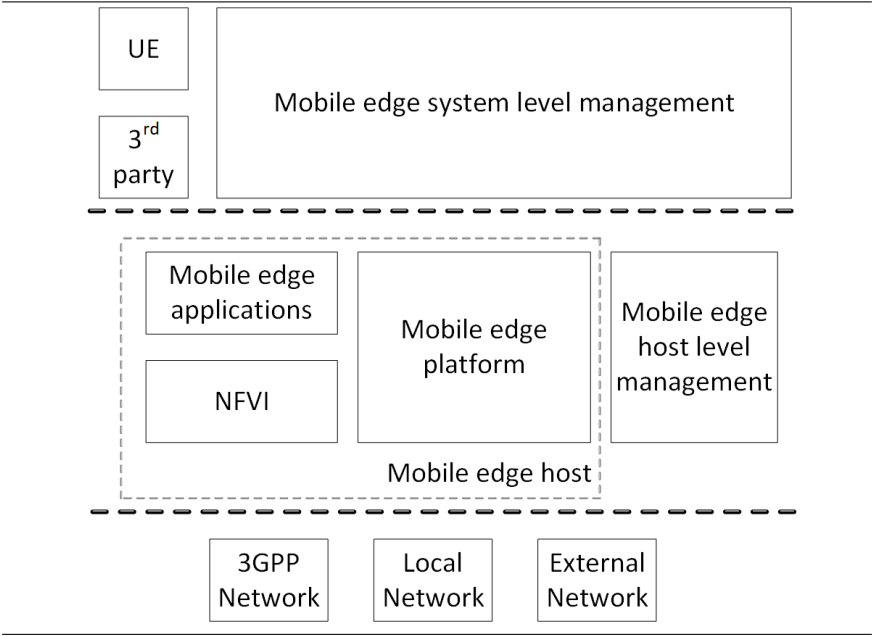 UE
Mobile edge system level management
3rd
party
Mobile edge
applications
Mobile edge
platform
Mobile edge
host level
management
NFVI
Mobile edge host
3GPP
Network
Local
Network
External
Network